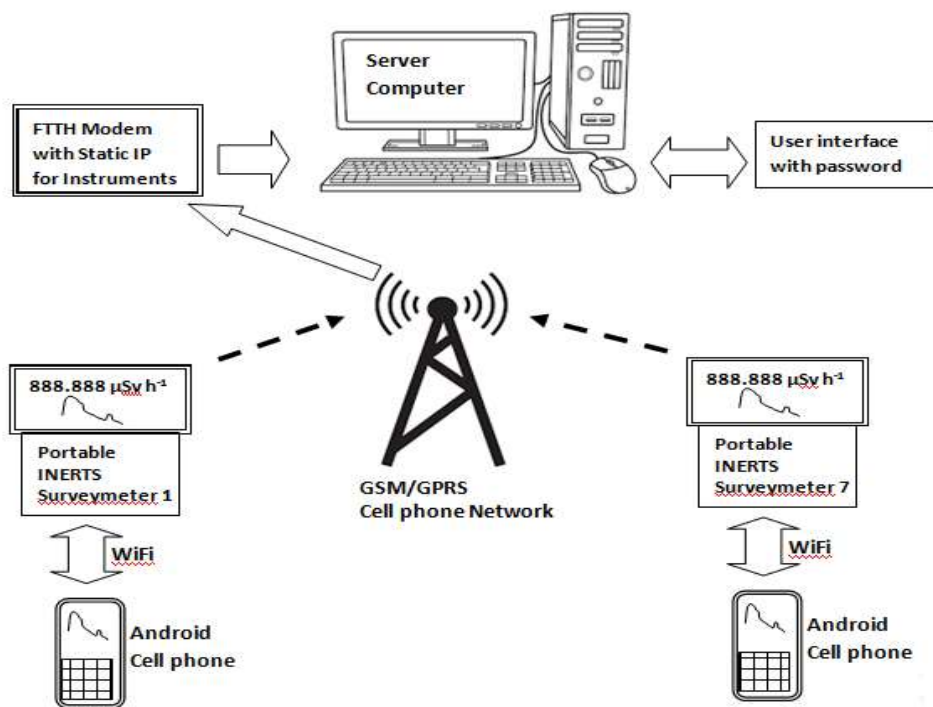 Server
Computer
FTTH Modem
with Static IP
for Instruments
User interface
with password
888.888 µSv h⁻¹
Portable
INERTS
Surveymeter 1
WiFi
Android
Cell phone
GSM/GPRS
Cell phone Network
888.888 µSv h⁻¹
Portable
INERTS
Surveymeter 7
WiFi
Android
Cell phone